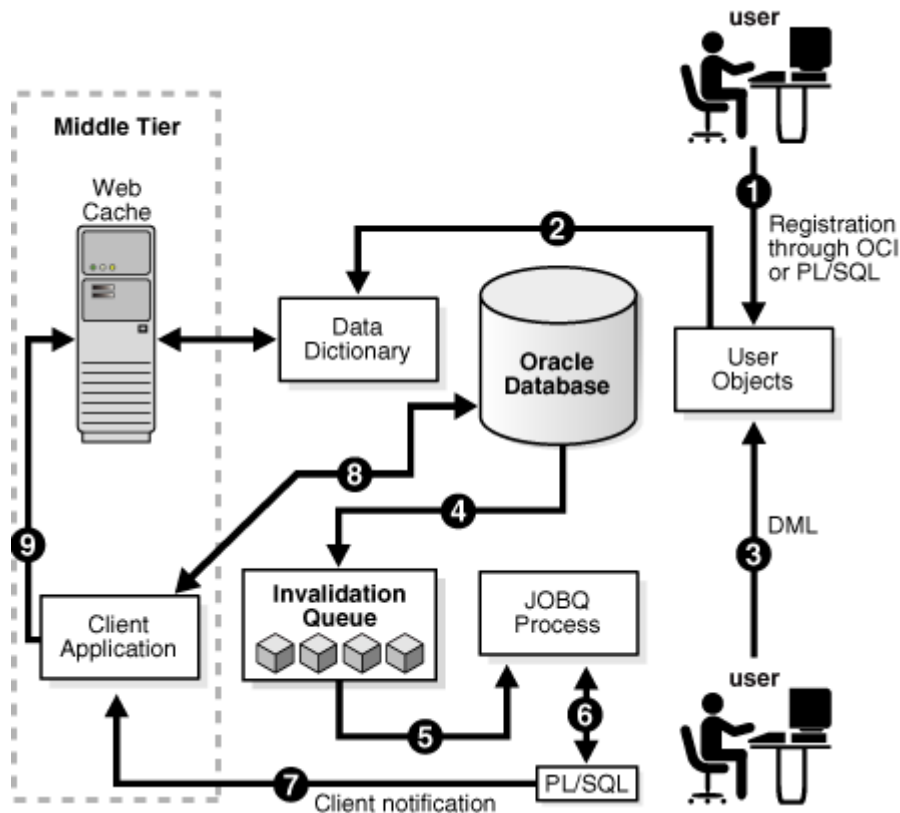 user
Middle Tier
Web
Cache
1
2
Registration
through OCI
or PL/SQL
Data
Dictionary
Oracle
Database
User
Objects
8
4
3
DML
9
Invalidation
Queue
JOBQ
Process
Client
Application
user
5
6
7
Client notification
PL/SQL